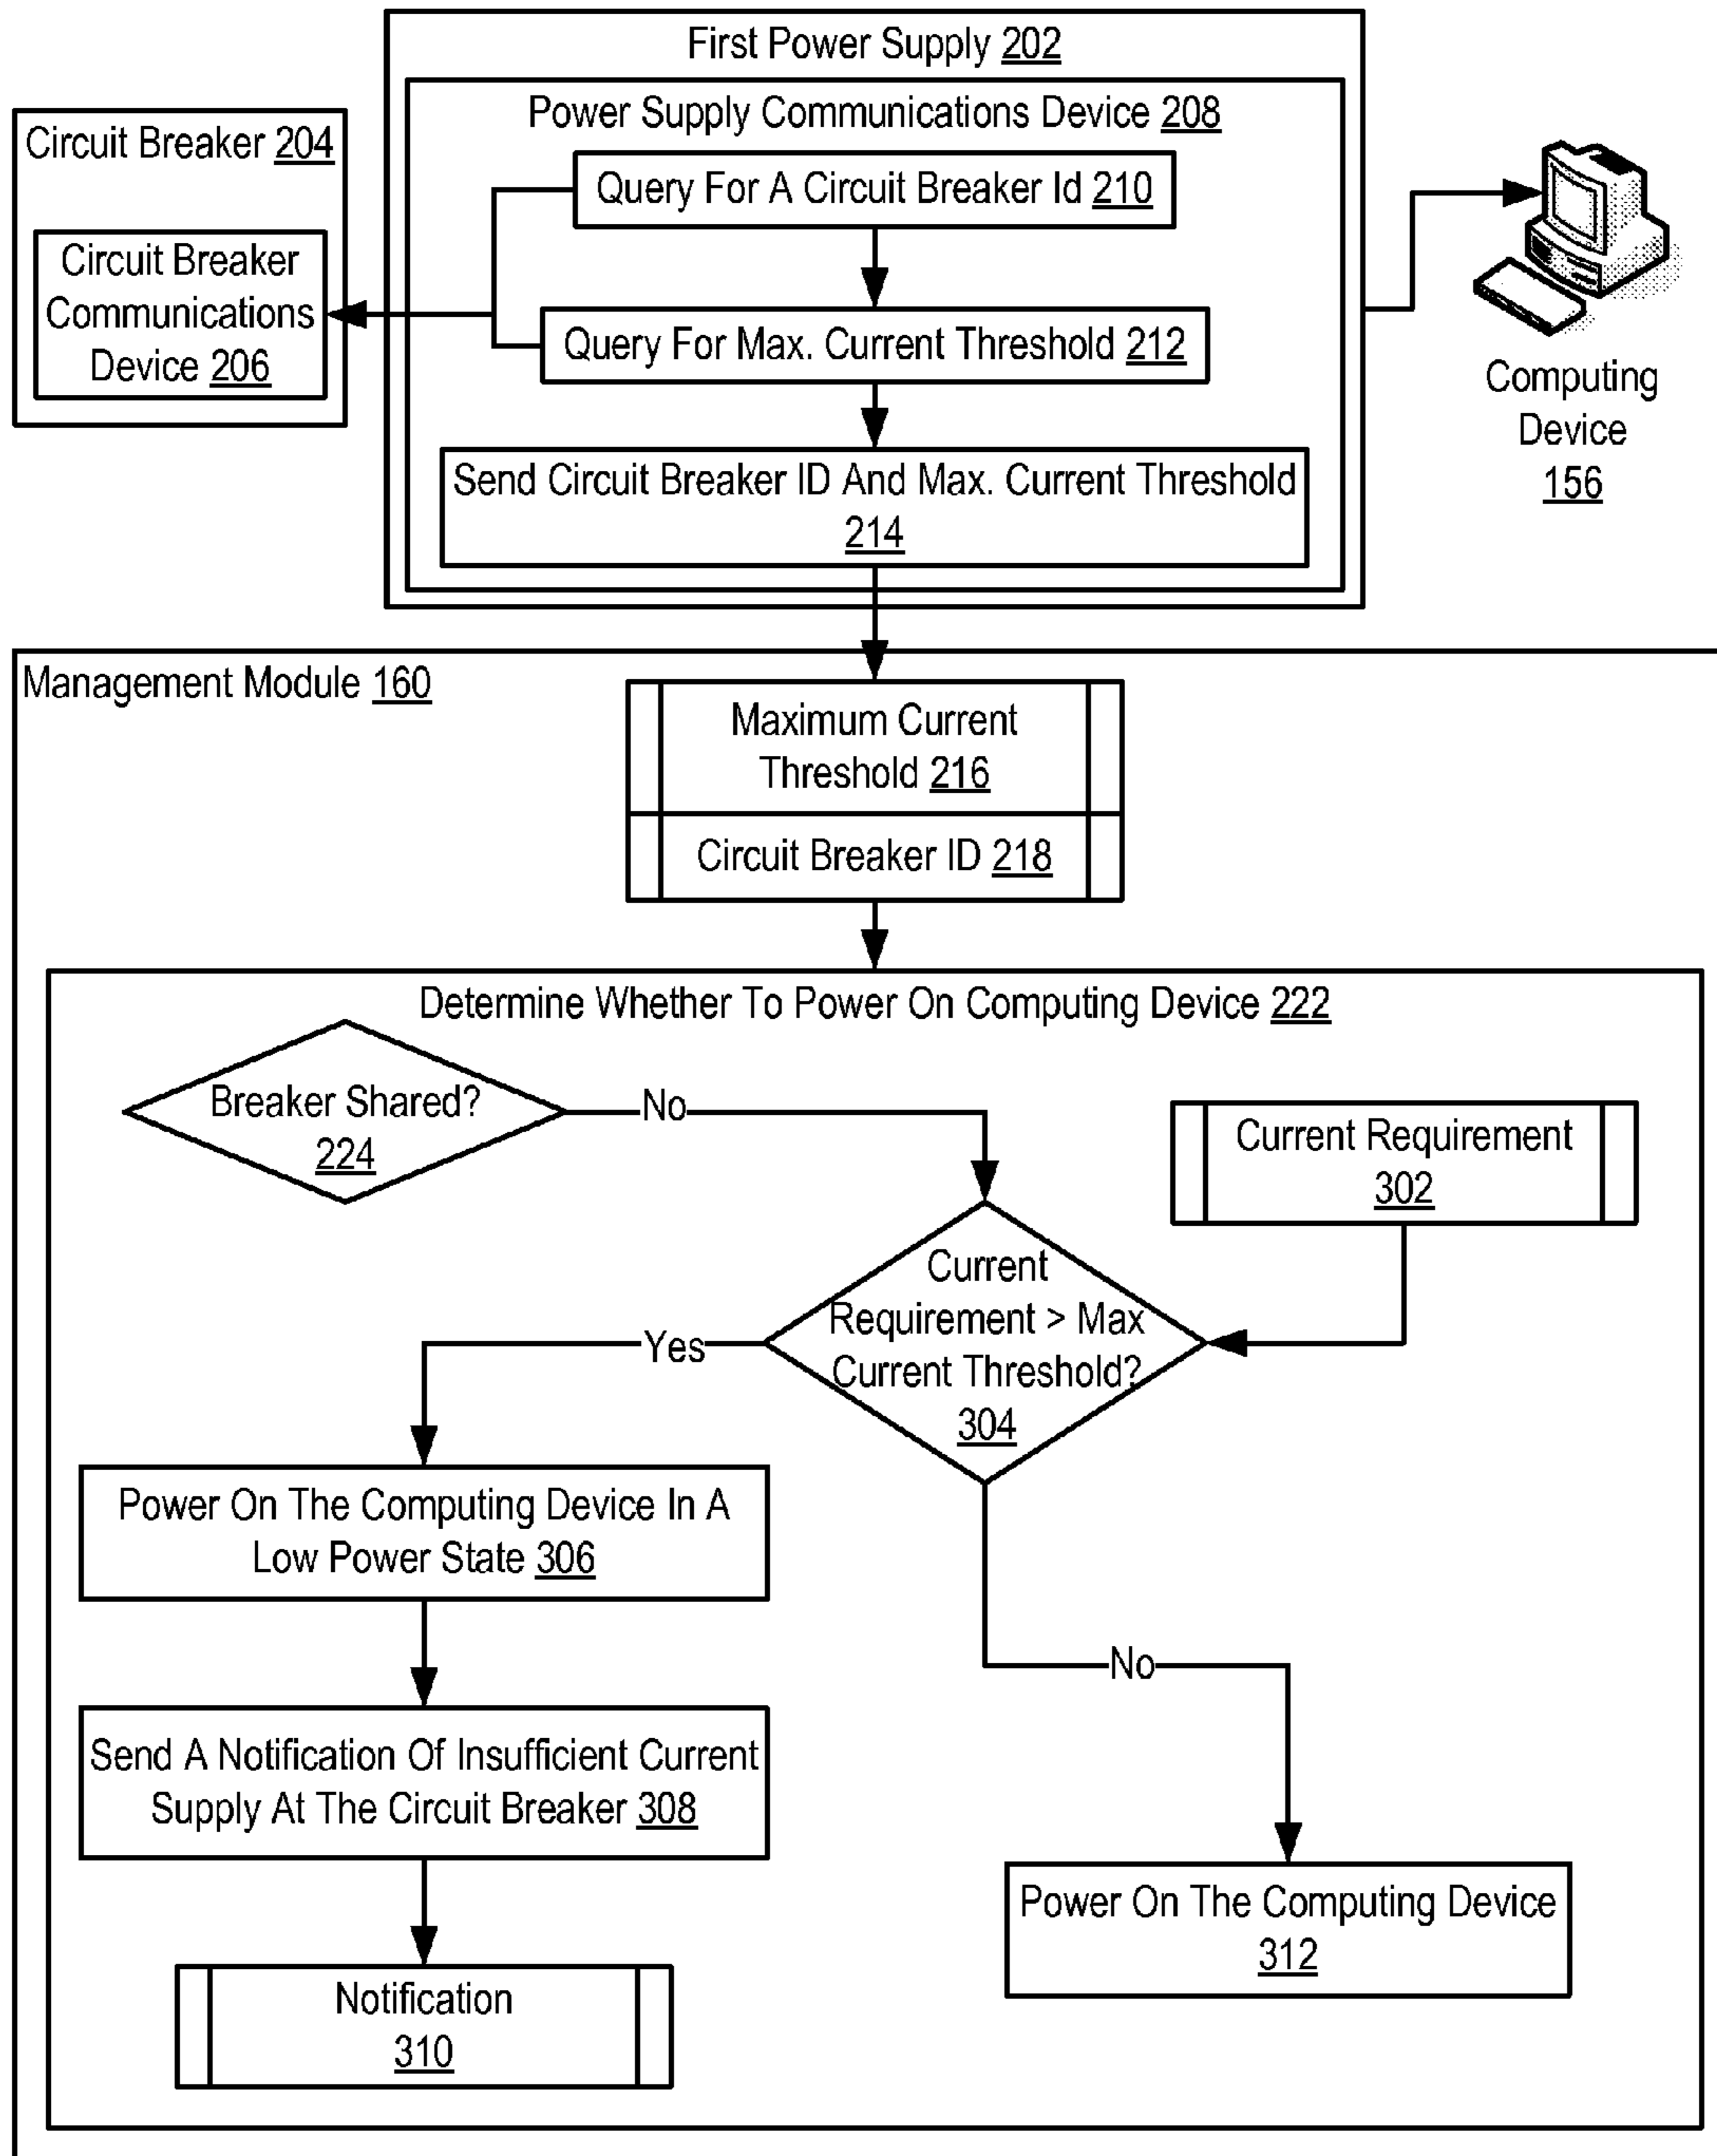 First Power Supply 202
Power Supply Communications Device 208
Circuit Breaker 204
Query For A Circuit Breaker Id 210
Circuit Breaker
Communications
Device 206
Query For Max. Current Threshold 212
Computing
Device
156
Send Circuit Breaker ID And Max. Current Threshold
214
Management Module 160
Maximum Current
Threshold 216
Circuit Breaker ID 218
Determine Whether To Power On Computing Device 222
Breaker Shared?
224
No
Current Requirement
302
Current
Requirement > Max
Current Threshold?
304
Yes
Power On The Computing Device In A
Low Power State 306
No
Send A Notification Of Insufficient Current
Supply At The Circuit Breaker 308
Power On The Computing Device
312
Notification
310